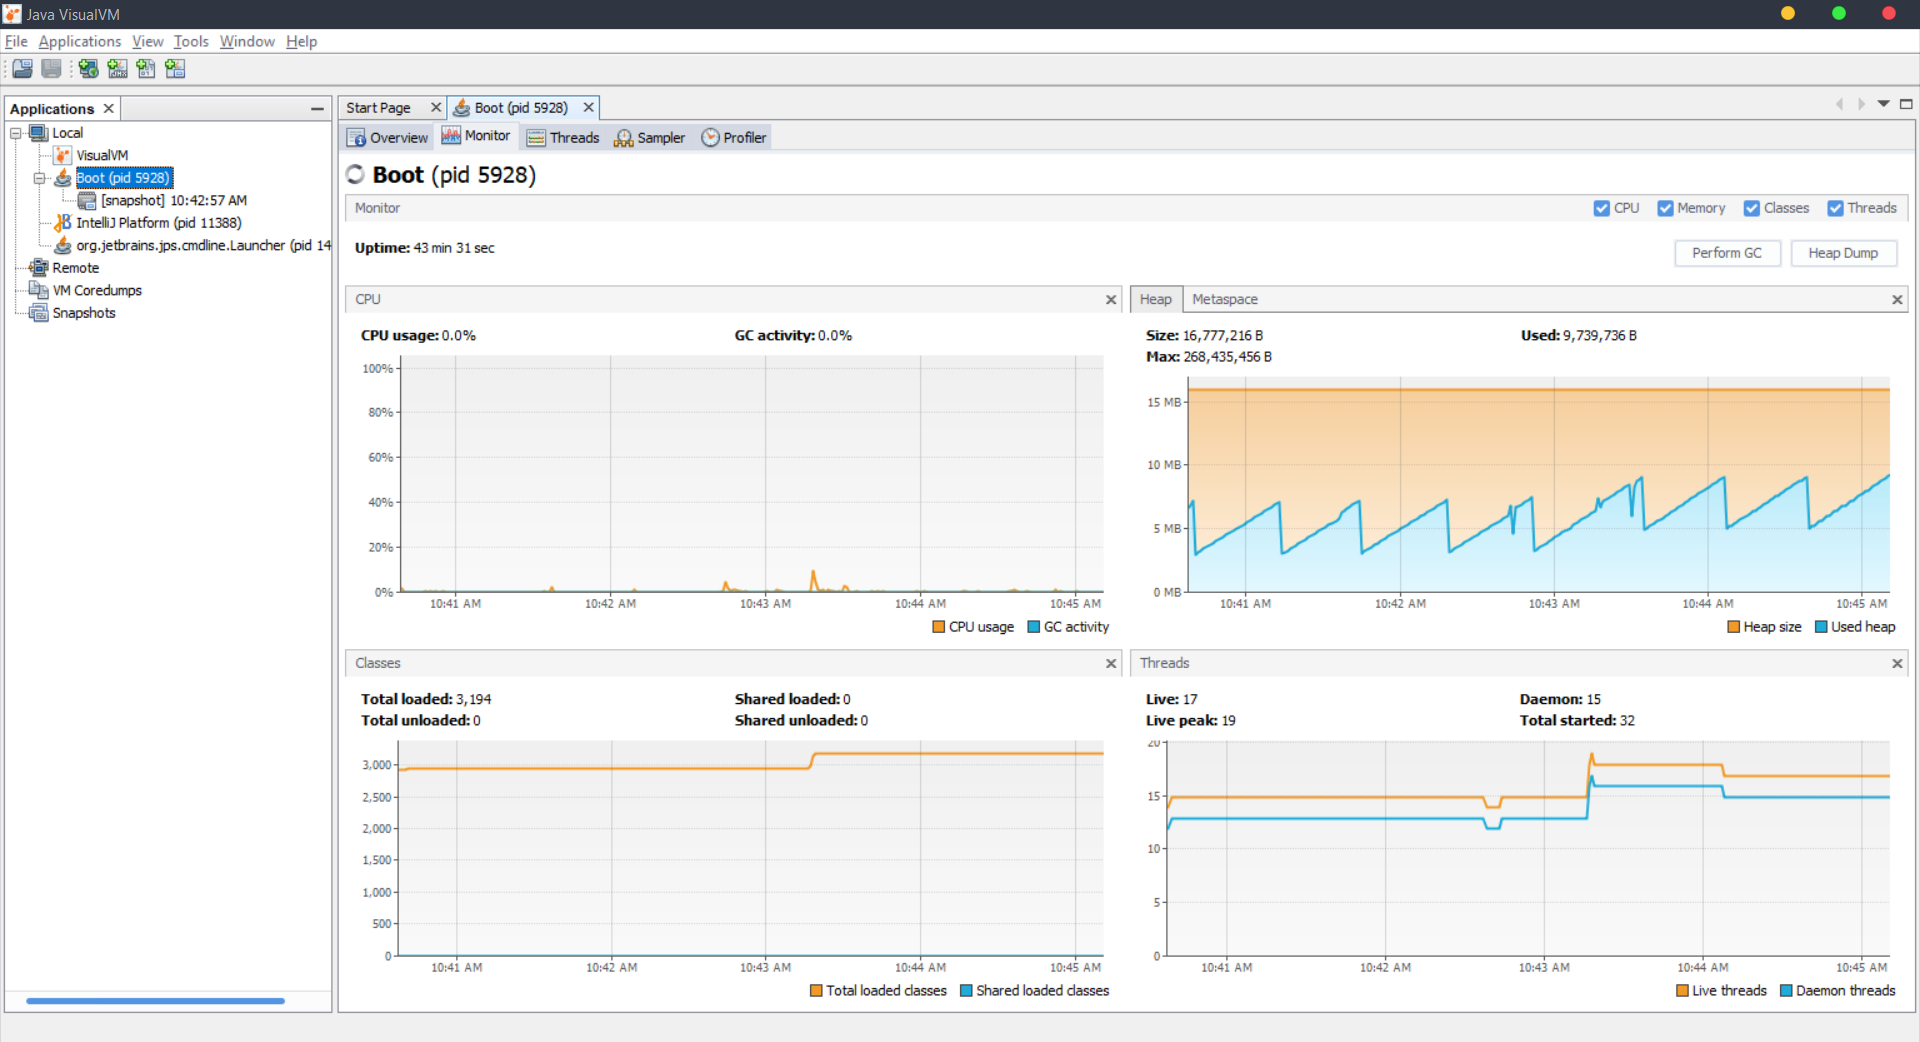 Java VisualVM
File Applications View Tools Window Help
Applications
Local
VisualVM
Boot (pid 5928)
[snapshot] 10:42:57 AM
IntelliJ Platform (pid 11388)
org.jetbrains.jps.cmdline.Launcher (pid 14
Remote
VM Coredumps
Snapshots
Start Page Boot (pid 5928)
Overview Monitor Threads Sampler Profiler
Boot (pid 5928)
Monitor CPU Memory Classes Threads
Uptime: 43 min 31 sec Perform GC Heap Dump
CPU
CPU usage: 0.0% GC activity: 0.0%
100%
80%
60%
40%
20%
0%
10:41 AM 10:42 AM 10:43 AM 10:44 AM 10:45 AM
CPU usage GC activity
Heap Metaspace
Size: 16,777,216 B Used: 9,739,736 B
Max: 268,435,456 B
15 MB
10 MB
5 MB
0 MB
10:41 AM 10:42 AM 10:43 AM 10:44 AM 10:45 AM
Heap size Used heap
Classes
Total loaded: 3,194 Shared loaded: 0
Total unloaded: 0 Shared unloaded: 0
3,000
2,500
2,000
1,500
1,000
500
0
10:41 AM 10:42 AM 10:43 AM 10:44 AM 10:45 AM
Total loaded classes Shared loaded classes
Threads
Live: 17 Daemon: 15
Live peak: 19 Total started: 32
20
15
10
5
0
10:41 AM 10:42 AM 10:43 AM 10:44 AM 10:45 AM
Live threads Daemon threads